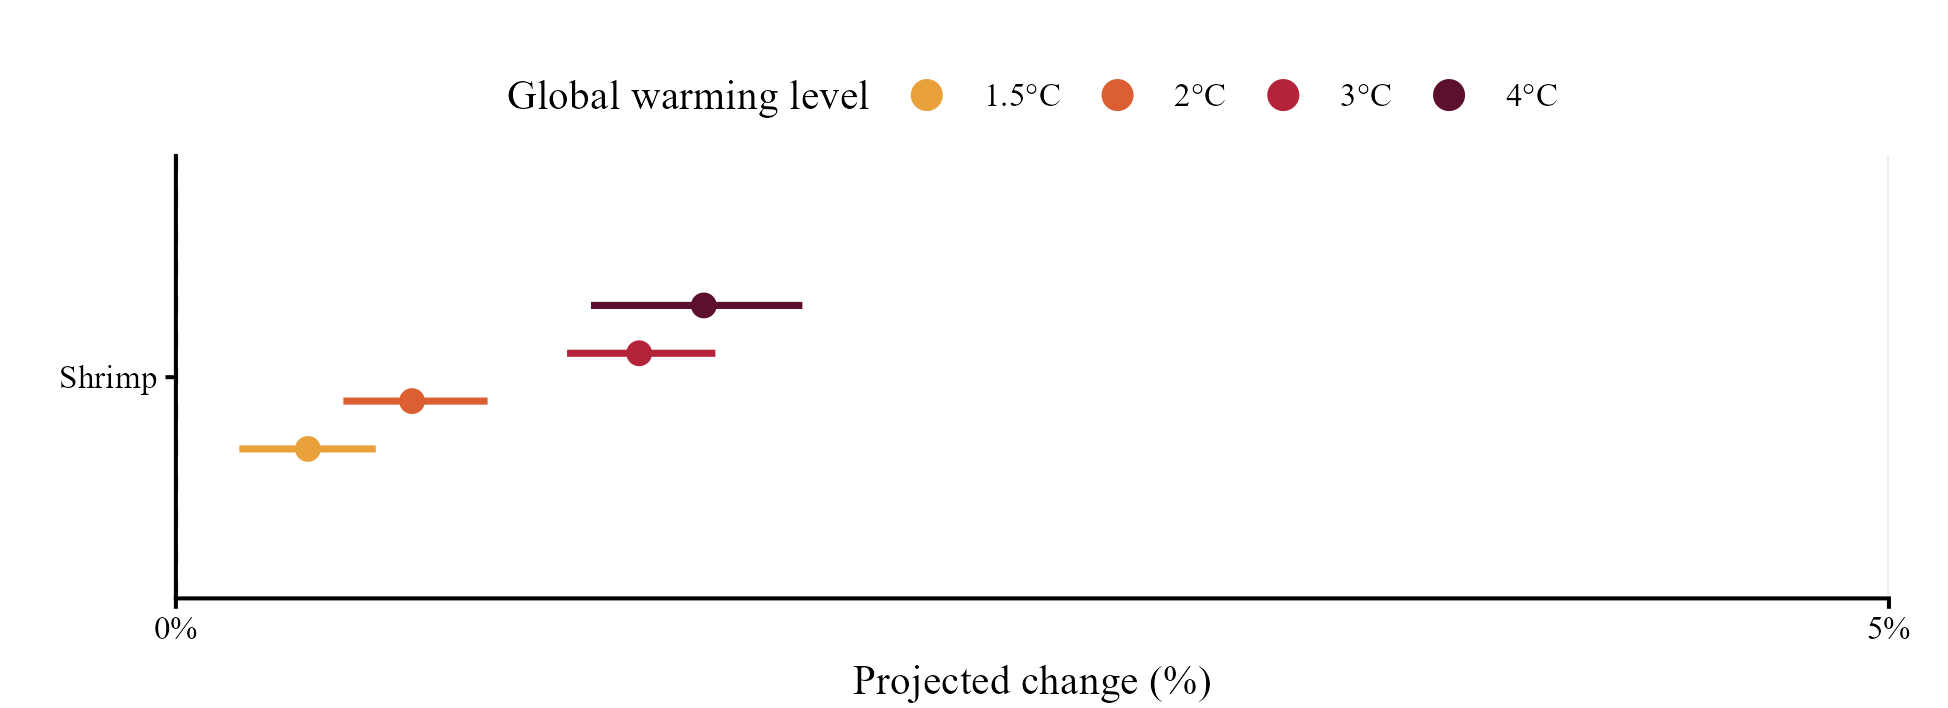 Global warming level 1.5°C 2°C 3°C 4°C
Shrimp
0% 5%
Projected change (%)